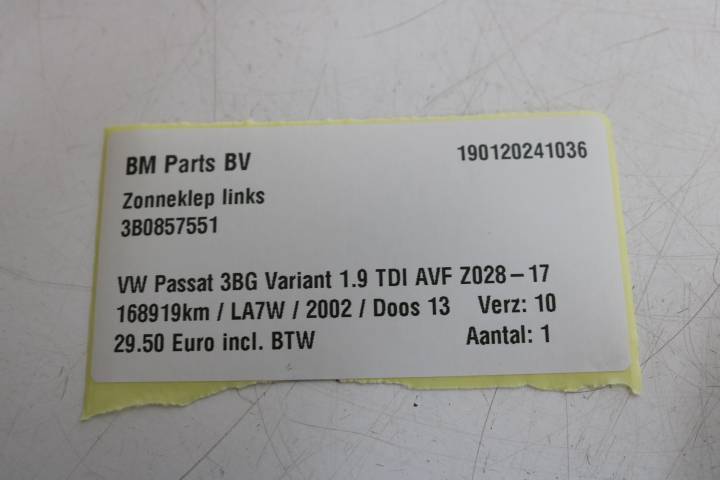 BM Parts BV 190120241036
Zonneklep links
3B0857551
VW Passat 3BG Variant 1.9 TDI AVF Z028-17
168919km / LA7W / 2002 / Doos 13 Verz: 10
29.50 Euro incl. BTW Aantal: 1